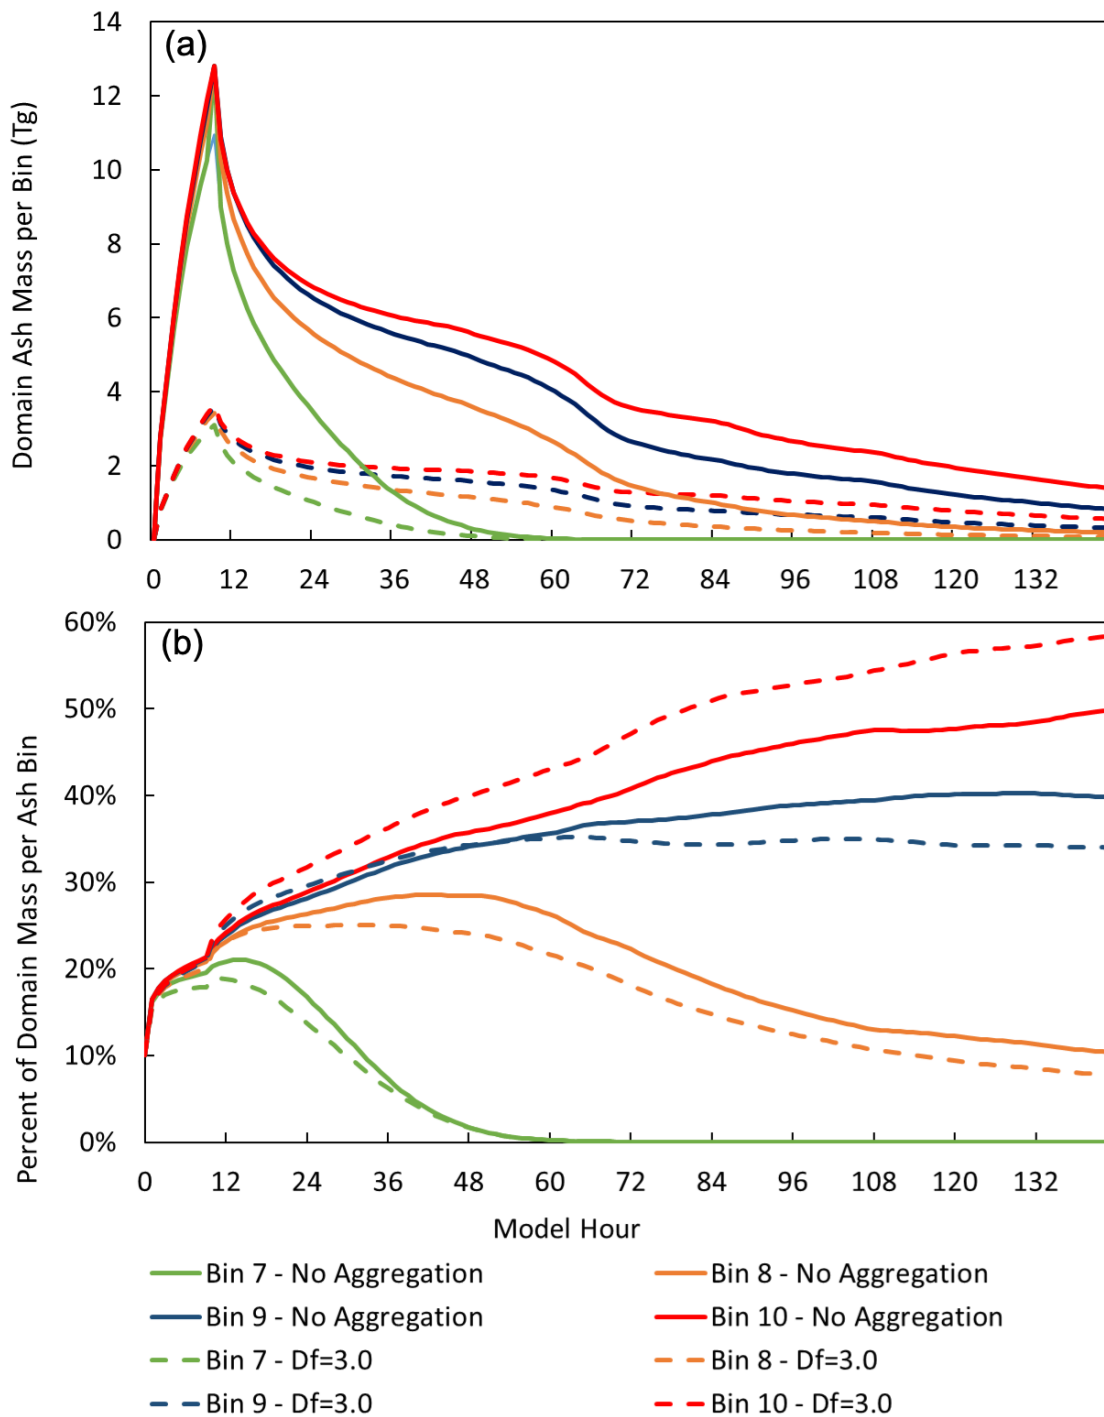 (a)
Domain Ash Mass per Bin (Tg)
14
12
10
8
6
4
2
0
0 12 24 36 48 60 72 84 96 108 120 132
(b)
Percent of Domain Mass per Ash Bin
60%
50%
40%
30%
20%
10%
0%
0 12 24 36 48 60 72 84 96 108 120 132
Model Hour
Bin 7 - No Aggregation
Bin 8 - No Aggregation
Bin 9 - No Aggregation
Bin 10 - No Aggregation
Bin 7 - Df=3.0
Bin 8 - Df=3.0
Bin 9 - Df=3.0
Bin 10 - Df=3.0